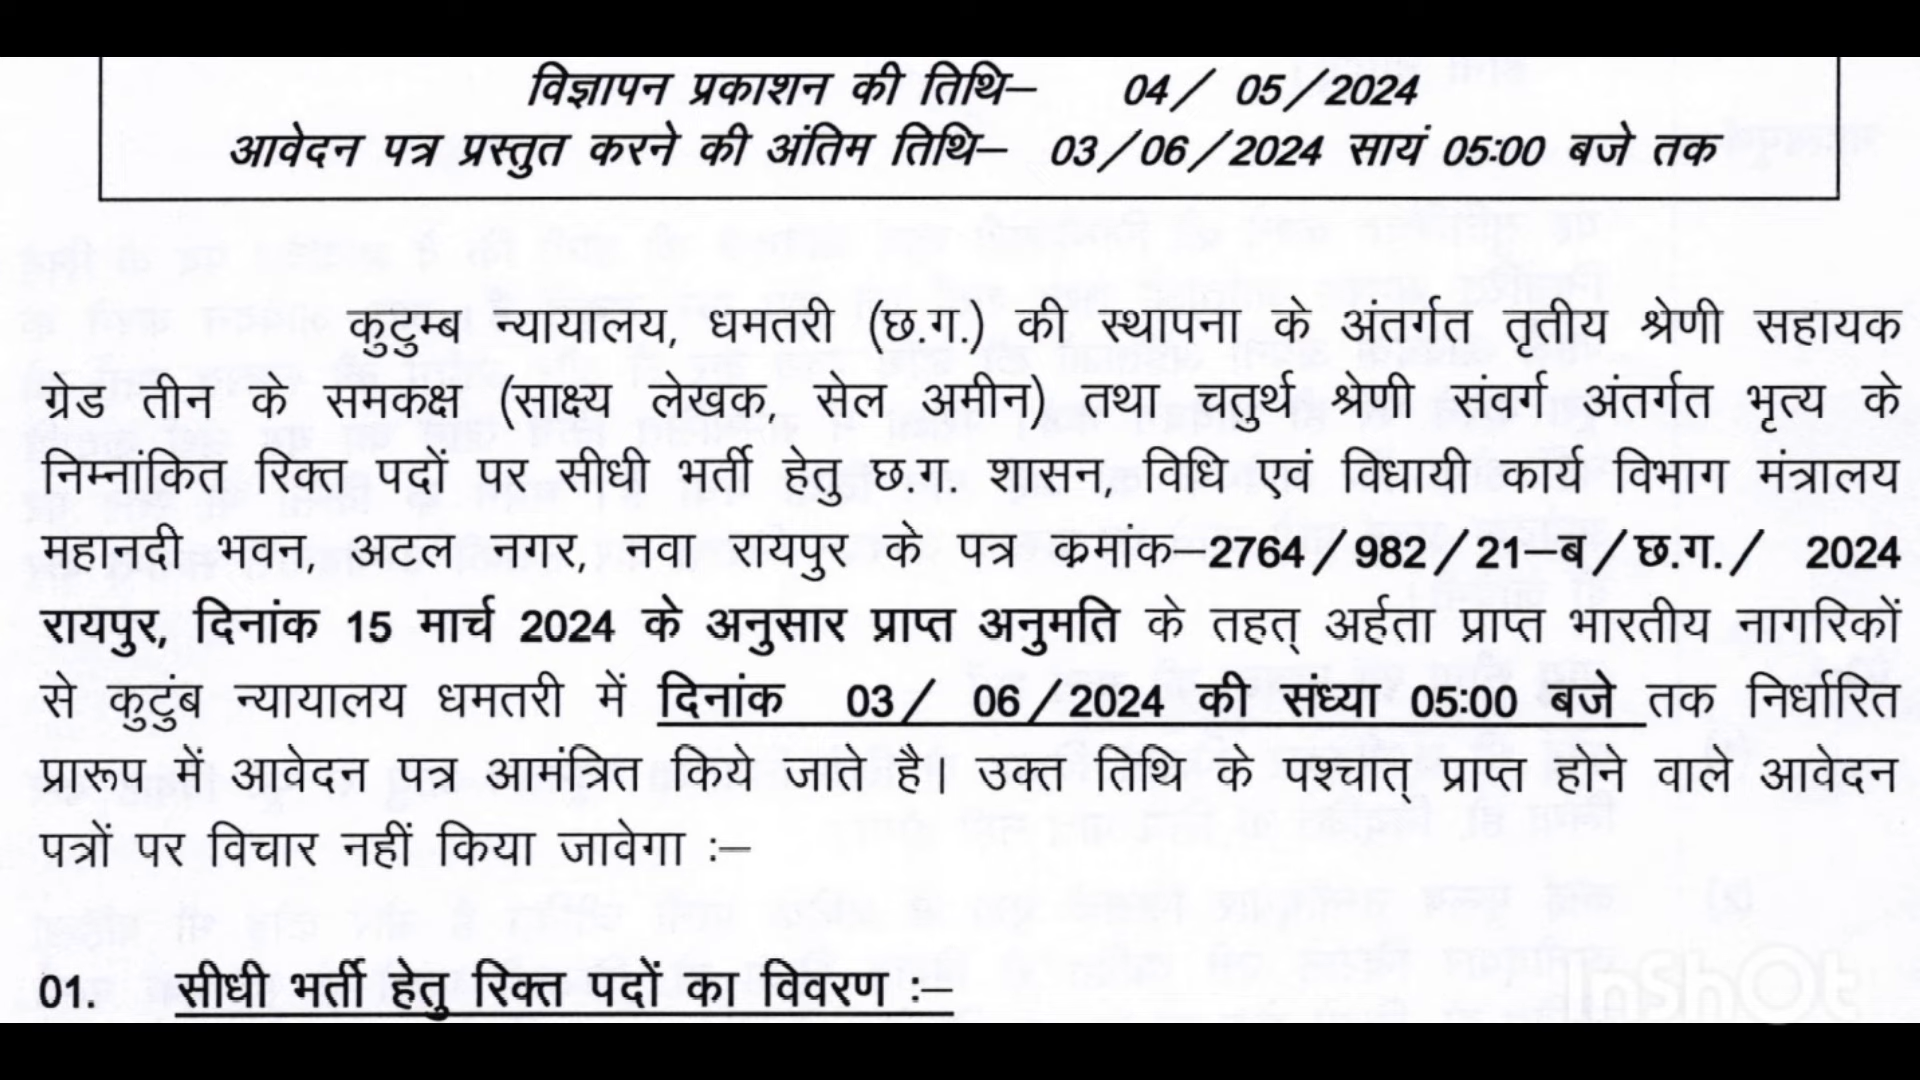 विज्ञापन प्रकाशन की तिथि— 04/ 05/2024
आवेदन पत्र प्रस्तुत करने की अंतिम तिथि— 03/06/2024 सायं 05:00 बजे तक
कुटुम्ब न्यायालय, धमतरी (छ.ग.) की स्थापना के अंतर्गत तृतीय श्रेणी सहायक
ग्रेड तीन के समकक्ष (साक्ष्य लेखक, सेल अमीन) तथा चतुर्थ श्रेणी संवर्ग अंतर्गत भृत्य के
निम्नांकित रिक्त पदों पर सीधी भर्ती हेतु छ.ग. शासन, विधि एवं विधायी कार्य विभाग मंत्रालय
महानदी भवन, अटल नगर, नवा रायपुर के पत्र क्रमांक—2764/982/21—ब/छ.ग./ 2024
रायपुर, दिनांक 15 मार्च 2024 के अनुसार प्राप्त अनुमति के तहत् अर्हता प्राप्त भारतीय नागरिकों
से कुटुंब न्यायालय धमतरी में दिनांक 03/ 06/2024 की संध्या 05:00 बजे तक निर्धारित
प्रारूप में आवेदन पत्र आमंत्रित किये जाते है। उक्त तिथि के पश्चात् प्राप्त होने वाले आवेदन
पत्रों पर विचार नहीं किया जावेगा :—
01. सीधी भर्ती हेतु रिक्त पदों का विवरण :—